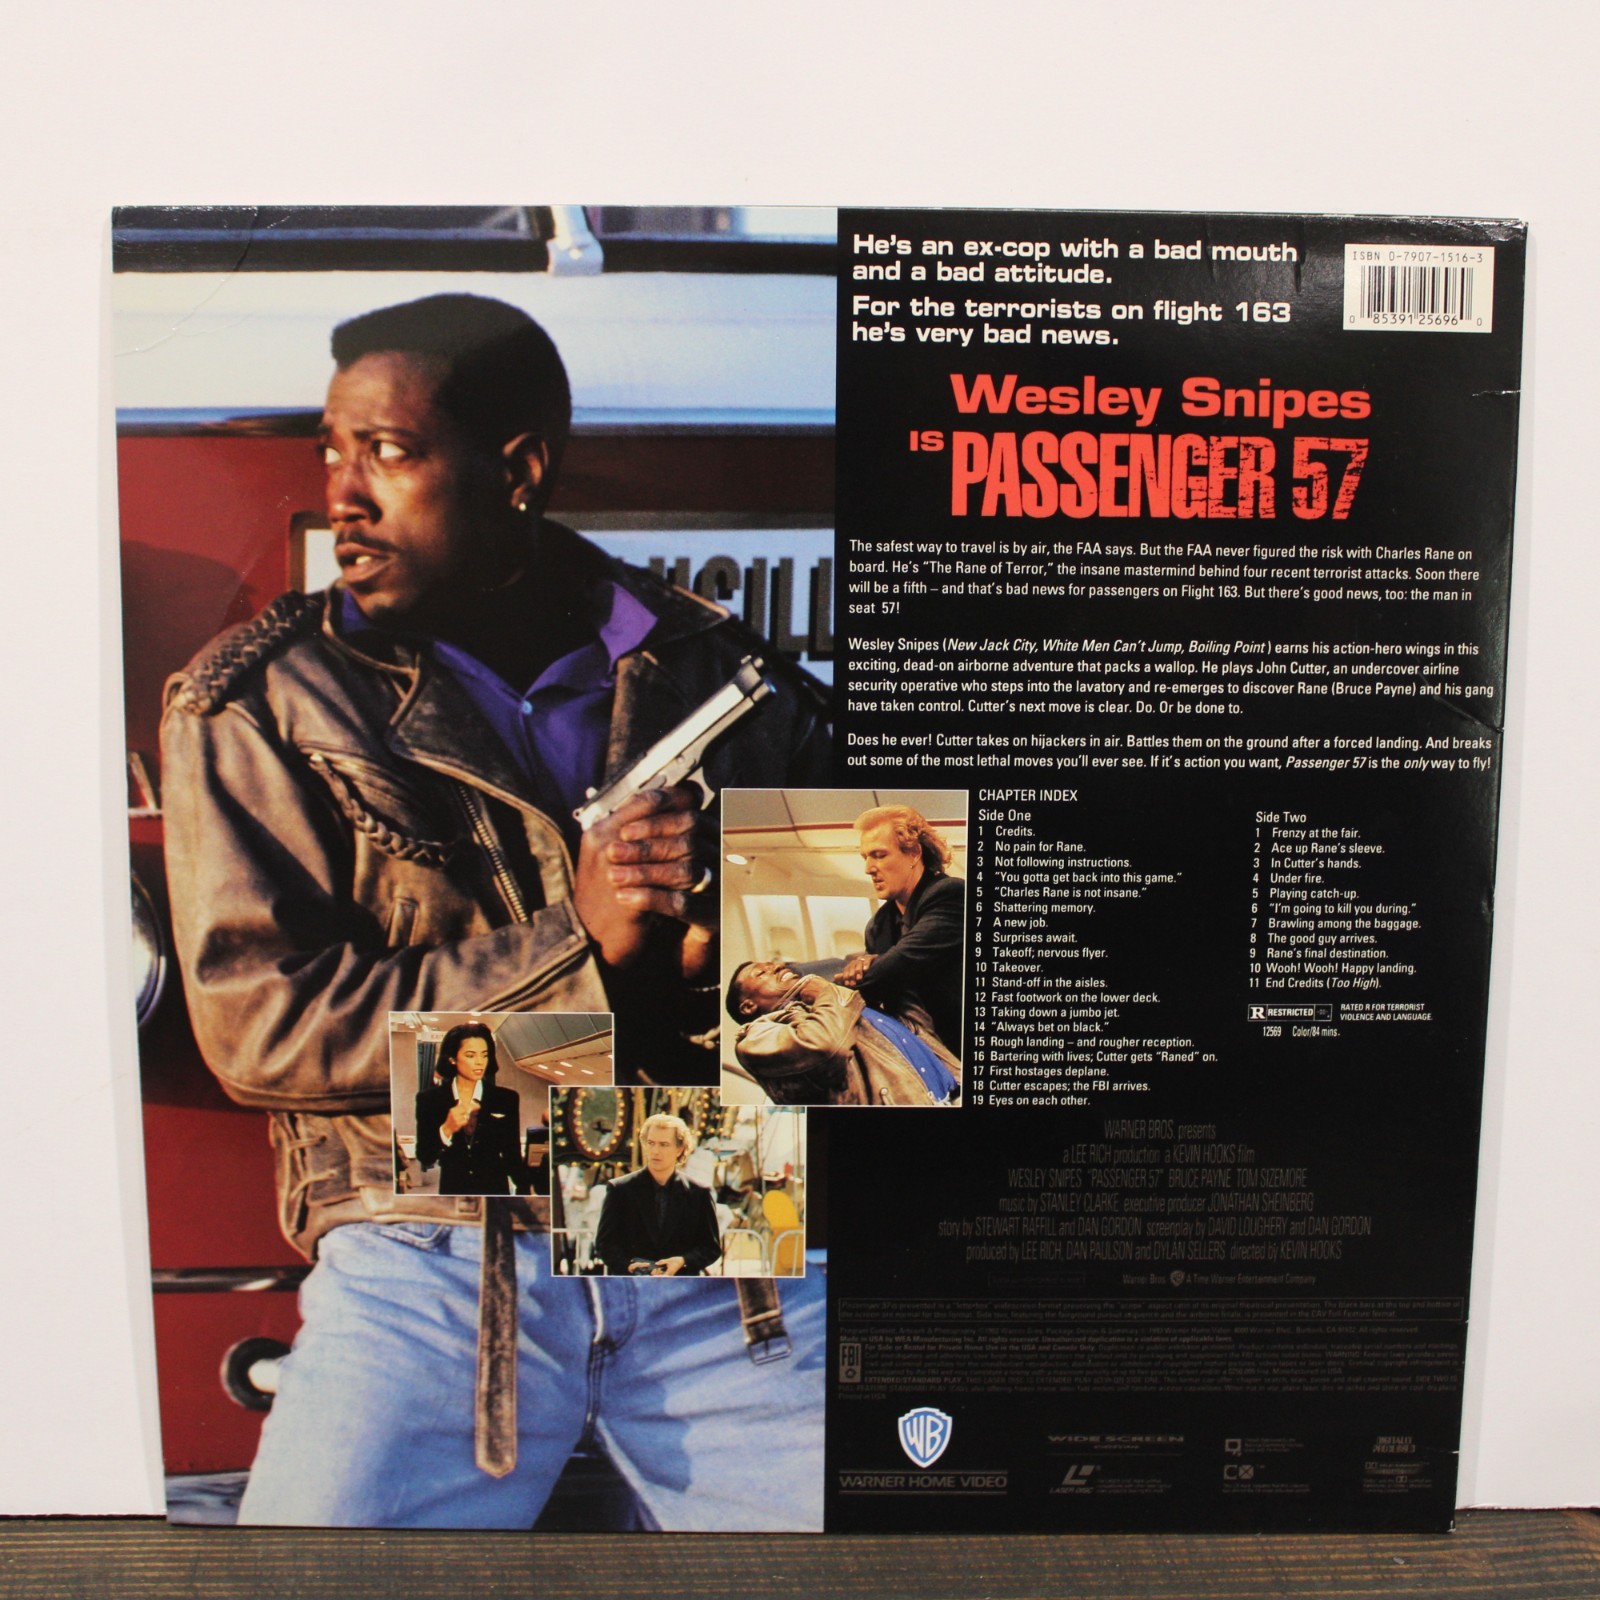 He's an ex-cop with a bad mouth
and a bad attitude.
For the terrorists on flight 163
he's very bad news.
ISBN 0-7907-1516-3
0 85391 25696 0
Wesley Snipes
IS PASSENGER 57
The safest way to travel is by air, the FAA says. But the FAA never figured the risk with Charles Rane on
board. He's "The Rane of Terror," the insane mastermind behind four recent terrorist attacks. Soon there
will be a fifth – and that's bad news for passengers on Flight 163. But there's good news, too: the man in
seat 57!
Wesley Snipes (New Jack City, White Men Can't Jump, Boiling Point) earns his action-hero wings in this
exciting, dead-on airborne adventure that packs a wallop. He plays John Cutter, an undercover airline
security operative who steps into the lavatory and re-emerges to discover Rane (Bruce Payne) and his gang
have taken control. Cutter's next move is clear. Do. Or be done to.
Does he ever! Cutter takes on hijackers in air. Battles them on the ground after a forced landing. And breaks
out some of the most lethal moves you'll ever see. If it's action you want, Passenger 57 is the only way to fly!
CHAPTER INDEX
Side One
1 Credits.
2 No pain for Rane.
3 Not following instructions.
4 "You gotta get back into this game."
5 "Charles Rane is not insane."
6 Shattering memory.
7 A new job.
8 Surprises await.
9 Takeoff; nervous flyer.
10 Takeover.
11 Stand-off in the aisles.
12 Fast footwork on the lower deck.
13 Taking down a jumbo jet.
14 "Always bet on black."
15 Rough landing – and rougher reception.
16 Bartering with lives; Cutter gets "Raned" on.
17 First hostages deplane.
18 Cutter escapes; the FBI arrives.
19 Eyes on each other.
Side Two
1 Frenzy at the fair.
2 Ace up Rane's sleeve.
3 In Cutter's hands.
4 Under fire.
5 Playing catch-up.
6 "I'm going to kill you during."
7 Brawling among the baggage.
8 The good guy arrives.
9 Rane's final destination.
10 Wooh! Wooh! Happy landing.
11 End Credits (Too High).
R RESTRICTED
RATED R FOR TERRORIST
VIOLENCE AND LANGUAGE.
12569 Color/84 mins.
WARNER BROS. presents
a LEE RICH production a KEVIN HOOKS film
WESLEY SNIPES "PASSENGER 57" BRUCE PAYNE TOM SIZEMORE
music by STANLEY CLARKE executive producer JONATHAN SHEINBERG
story by STEWART RAFFILL and DAN GORDON screenplay by DAVID LOUGHERY and DAN GORDON
produced by LEE RICH, DAN PAULSON and DYLAN SELLERS directed by KEVIN HOOKS
Warner Bros. A Time Warner Entertainment Company
FBI
WB
WARNER HOME VIDEO
WIDE SCREEN
LASER DISC
CX
DIGITALLY
PROCESSED